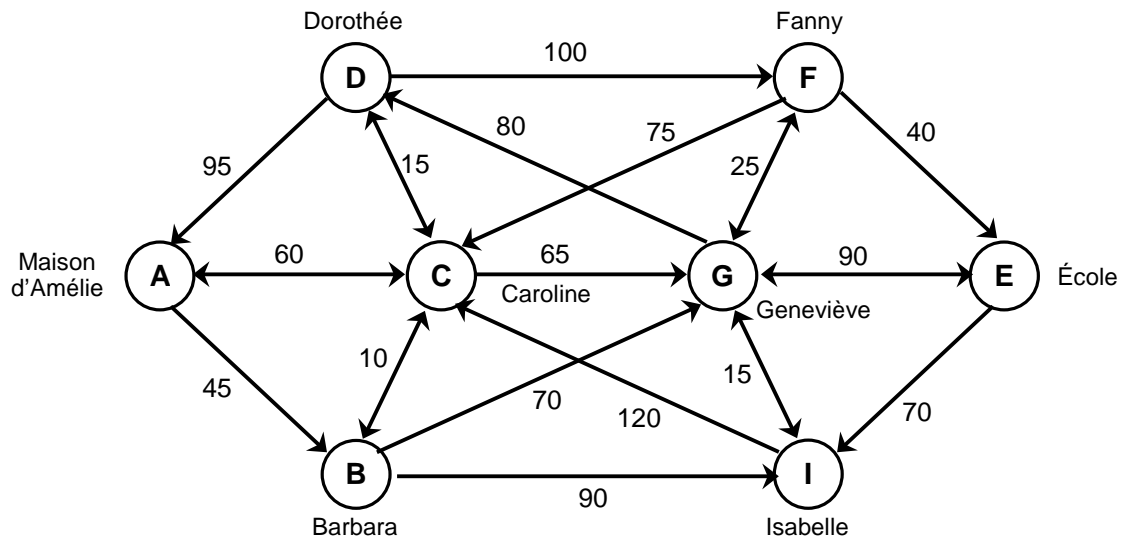 Dorothée
Fanny
D
100
F
80
75
40
95
15
25
Maison
d'Amélie
A
60
C
65
G
90
E
École
Caroline
Geneviève
45
10
70
120
15
70
B
90
I
Barbara
Isabelle